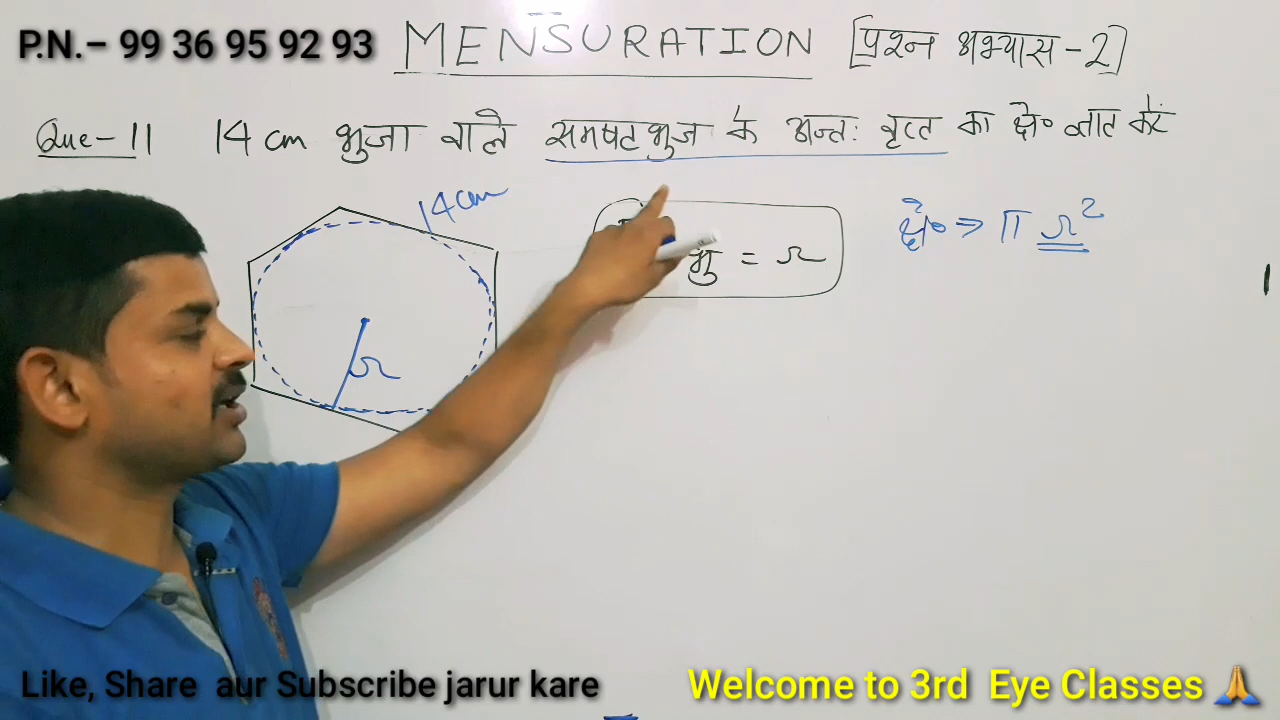 P.N.– 99 36 95 92 93
MENSURATION [प्रश्न अभ्यास - 2]
Que- 11 14 cm भुजा वाले समषटभुज के अन्तः वृत्त का क्षे० ज्ञात करें
14cm
भु = r
क्षे० ⇒ π r²
r
Like, Share aur Subscribe jarur kare
Welcome to 3rd Eye Classes 🙏